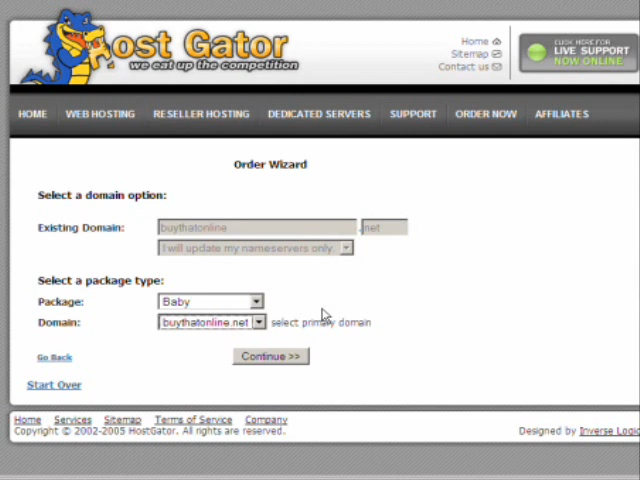 Host Gator
we eat up the competition
Home
Sitemap
Contact us
CLICK HERE FOR
LIVE SUPPORT
NOW ONLINE
HOME WEB HOSTING RESELLER HOSTING DEDICATED SERVERS SUPPORT ORDER NOW AFFILIATES
Order Wizard
Select a domain option:
Existing Domain: buythatonline .net
I will update my nameservers only.
Select a package type:
Package: Baby
Domain: buythatonline.net select primary domain
Go Back Continue >>
Start Over
Home Services Sitemap Terms of Service Company
Copyright © 2002-2005 HostGator. All rights are reserved. Designed by Inverse Logic